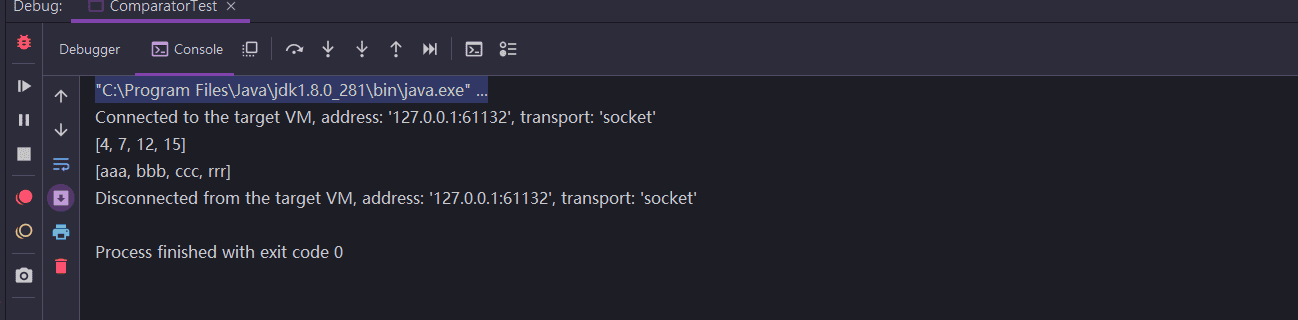 Debug: ComparatorTest ×
Debugger Console
"C:\Program Files\Java\jdk1.8.0_281\bin\java.exe" ...
Connected to the target VM, address: '127.0.0.1:61132', transport: 'socket'
[4, 7, 12, 15]
[aaa, bbb, ccc, rrr]
Disconnected from the target VM, address: '127.0.0.1:61132', transport: 'socket'
Process finished with exit code 0